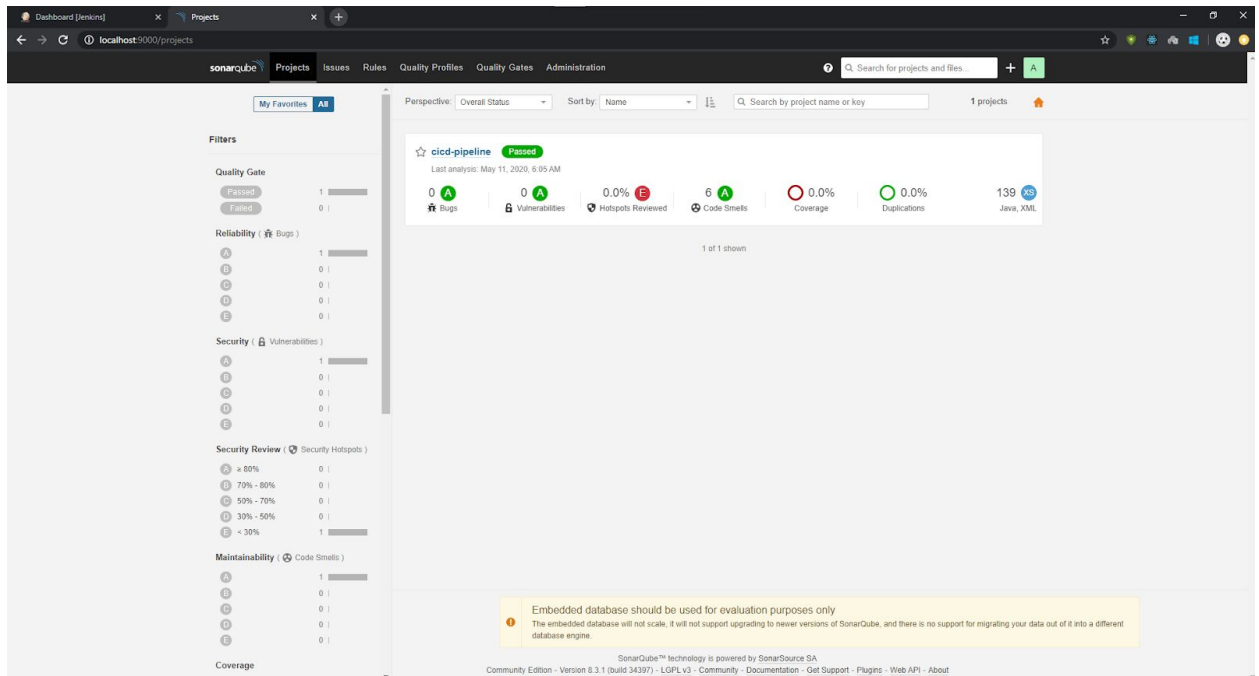 Dashboard [Jenkins]
Projects
localhost:9000/projects
sonarqube Projects Issues Rules Quality Profiles Quality Gates Administration
Search for projects and files...
A
My Favorites All
Perspective: Overall Status Sort by: Name Search by project name or key 1 projects
Filters
cicd-pipeline Passed
Last analysis: May 11, 2020, 6:05 AM
0 A 0 A 0.0% E 6 A 0.0% 0.0% 139 XS
Bugs Vulnerabilities Hotspots Reviewed Code Smells Coverage Duplications Java, XML
1 of 1 shown
Quality Gate
Passed 1
Failed 0
Reliability ( Bugs )
A 1
B 0
C 0
D 0
E 0
Security ( Vulnerabilities )
A 1
B 0
C 0
D 0
E 0
Security Review ( Security Hotspots )
A ≥ 80% 0
B 70% - 80% 0
C 50% - 70% 0
D 30% - 50% 0
E < 30% 1
Maintainability ( Code Smells )
A 1
B 0
C 0
D 0
E 0
Coverage
Embedded database should be used for evaluation purposes only
The embedded database will not scale, it will not support upgrading to newer versions of SonarQube, and there is no support for migrating your data out of it into a different
database engine.
SonarQube™ technology is powered by SonarSource SA
Community Edition - Version 8.3.1 (build 34397) - LGPL v3 - Community - Documentation - Get Support - Plugins - Web API - About